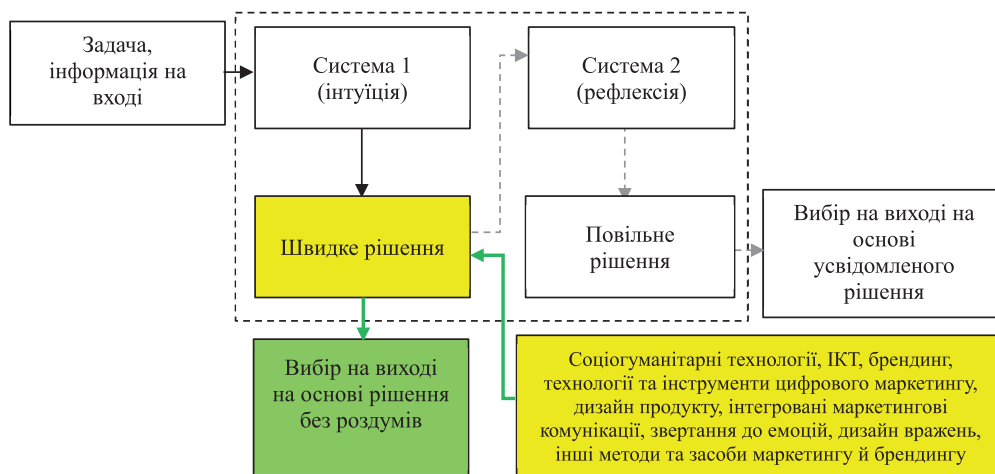 Задача,
інформація на
вході
Система 1
(інтуїція)
Система 2
(рефлексія)
Швидке рішення
Повільне
рішення
Вибір на виході на
основі
усвідомленого
рішення
Вибір на виході
на основі рішення
без роздумів
Соціогуманітарні технології, ІКТ, брендинг,
технології та інструменти цифрового маркетингу,
дизайн продукту, інтегровані маркетингові
комунікації, звертання до емоцій, дизайн вражень,
інші методи та засоби маркетингу й брендингу